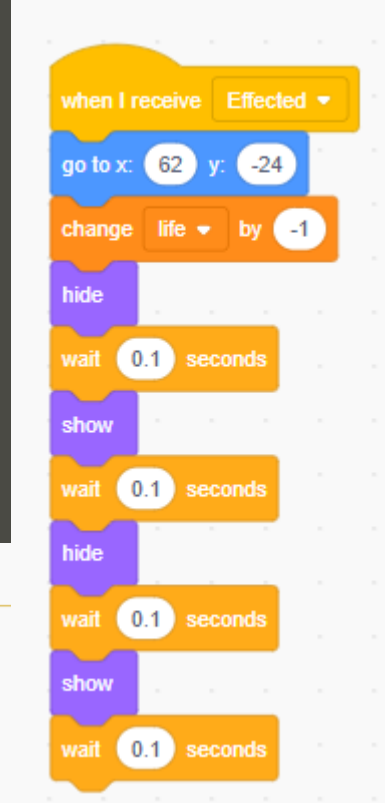 when I receive Effected
go to x: 62 y: -24
change life by -1
hide
wait 0.1 seconds
show
wait 0.1 seconds
hide
wait 0.1 seconds
show
wait 0.1 seconds